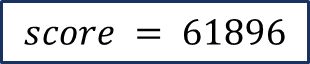 score = 61896